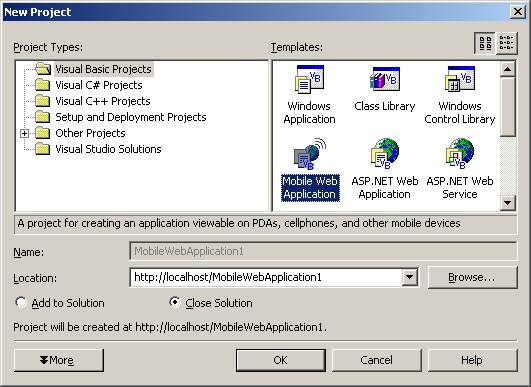 New Project
Project Types:
Templates:
Visual Basic Projects
Visual C# Projects
Visual C++ Projects
Setup and Deployment Projects
Other Projects
Visual Studio Solutions
Windows Application
Class Library
Windows Control Library
Mobile Web Application
ASP.NET Web Application
ASP.NET Web Service
A project for creating an application viewable on PDAs, cellphones, and other mobile devices
Name:
MobileWebApplication1
Location:
http://localhost/MobileWebApplication1
Browse...
Add to Solution
Close Solution
Project will be created at http://localhost/MobileWebApplication1.
More
OK
Cancel
Help